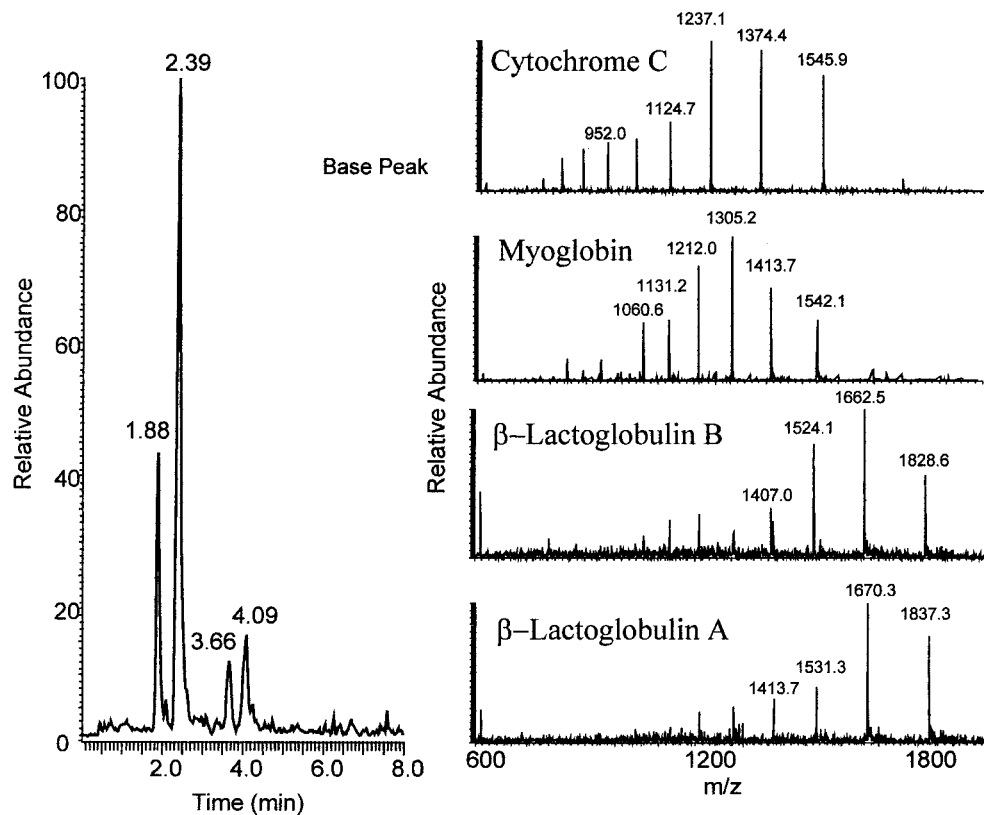 2.39
100
80
60
40
20
0
Base Peak
1.88
3.66
4.09
Relative Abundance
2.0 4.0 6.0 8.0
Time (min)
Relative Abundance
Cytochrome C
952.0
1124.7
1237.1
1374.4
1545.9
Myoglobin
1060.6
1131.2
1212.0
1305.2
1413.7
1542.1
β–Lactoglobulin B
1407.0
1524.1
1662.5
1828.6
β–Lactoglobulin A
1413.7
1531.3
1670.3
1837.3
600 1200 1800
m/z